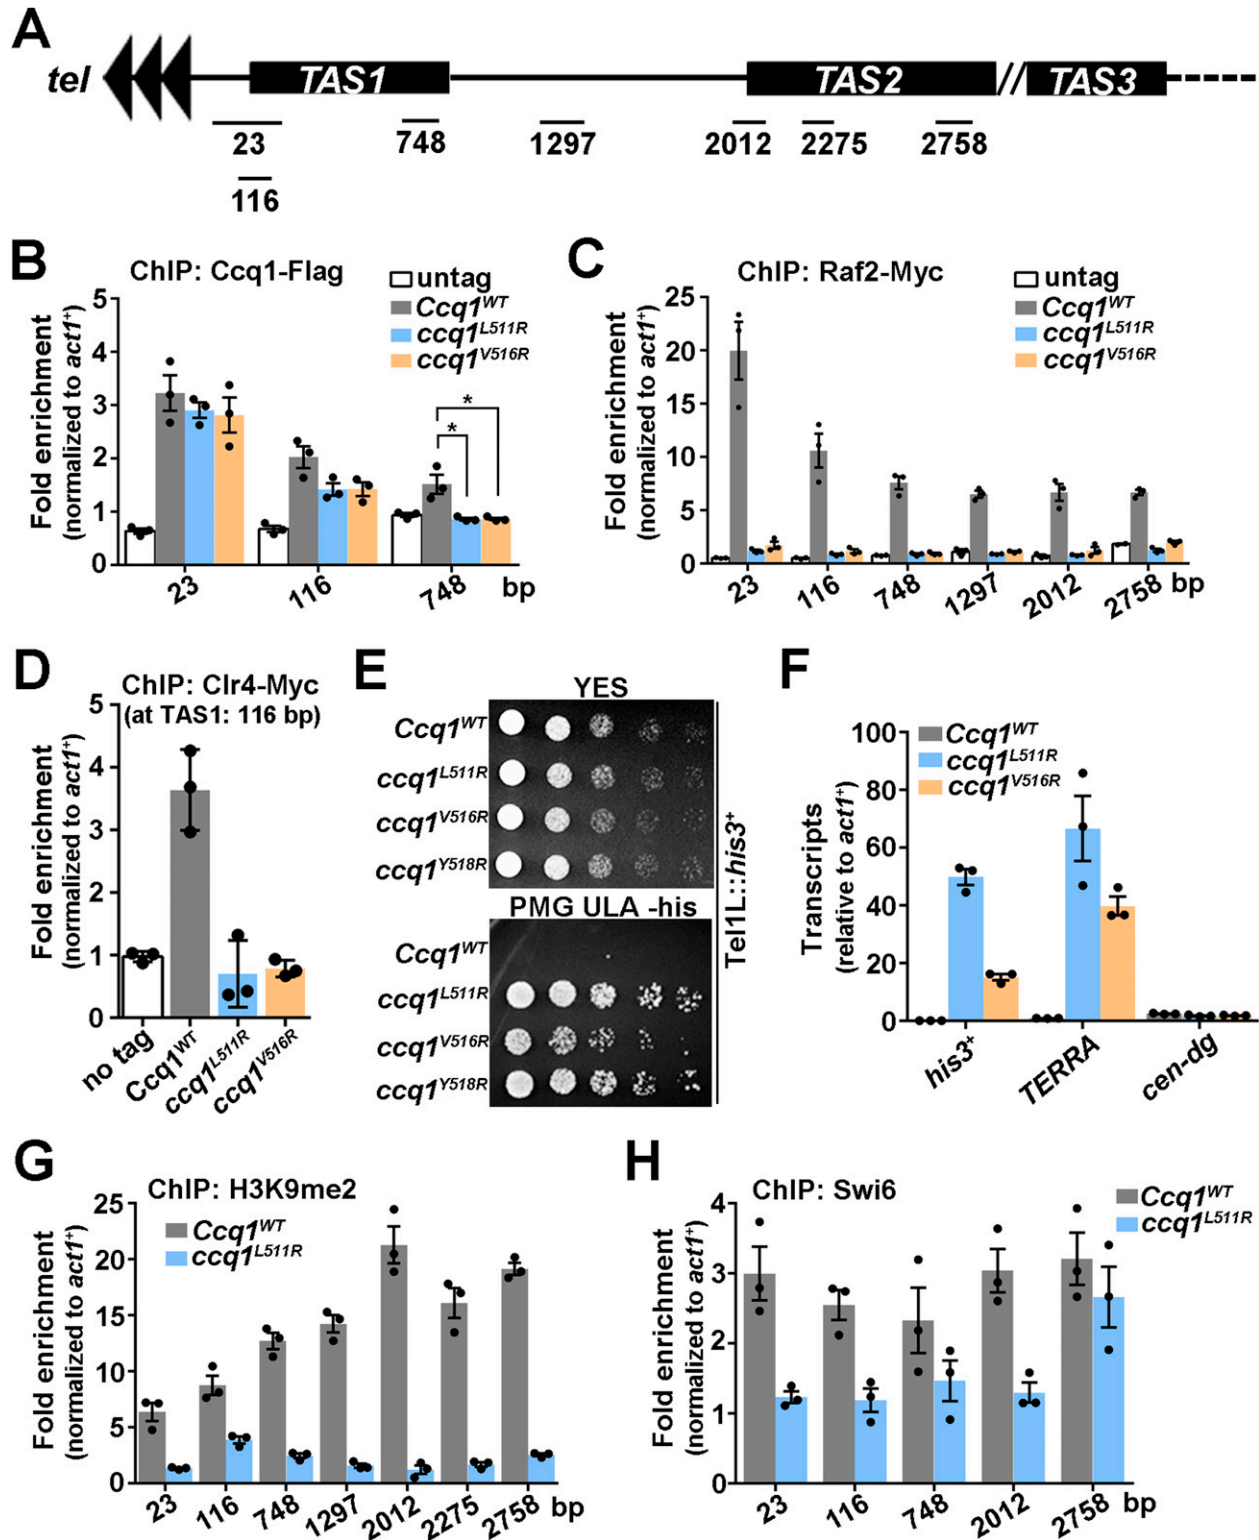 A
tel
TAS1
TAS2
//
TAS3
23
748
1297
2012
2275
2758
116
B
ChIP: Ccq1-Flag
untag
Ccq1WT
ccq1L511R
ccq1V516R
Fold enrichment
(normalized to act1+)
5
4
3
2
1
0
*
*
23
116
748
bp
C
ChIP: Raf2-Myc
untag
Ccq1WT
ccq1L511R
ccq1V516R
Fold enrichment
(normalized to act1+)
25
20
15
10
5
0
23
116
748
1297
2012
2758
bp
D
ChIP: Clr4-Myc
(at TAS1: 116 bp)
Fold enrichment
(normalized to act1+)
5
4
3
2
1
0
no tag
Ccq1WT
ccq1L511R
ccq1V516R
E
YES
Ccq1WT
ccq1L511R
ccq1V516R
ccq1Y518R
PMG ULA -his
Ccq1WT
ccq1L511R
ccq1V516R
ccq1Y518R
Tel1L::his3+
F
Ccq1WT
ccq1L511R
ccq1V516R
Transcripts
(relative to act1+)
100
80
60
40
20
0
his3+
TERRA
cen-dg
G
ChIP: H3K9me2
Ccq1WT
ccq1L511R
Fold enrichment
(normalized to act1+)
25
20
15
10
5
0
23
116
748
1297
2012
2275
2758
bp
H
ChIP: Swi6
Ccq1WT
ccq1L511R
Fold enrichment
(normalized to act1+)
4
3
2
1
0
23
116
748
2012
2758
bp